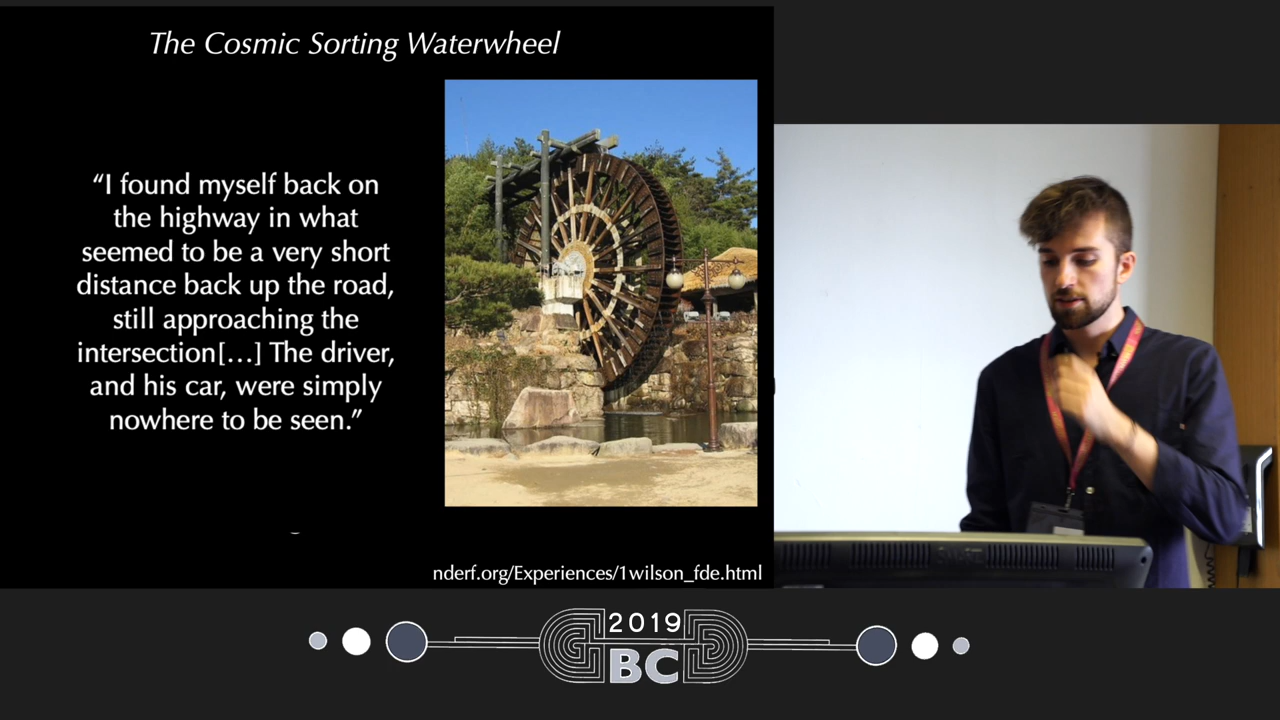 The Cosmic Sorting Waterwheel
“I found myself back on
the highway in what
seemed to be a very short
distance back up the road,
still approaching the
intersection[…] The driver,
and his car, were simply
nowhere to be seen.”
nderf.org/Experiences/1wilson_fde.html
2019
BC